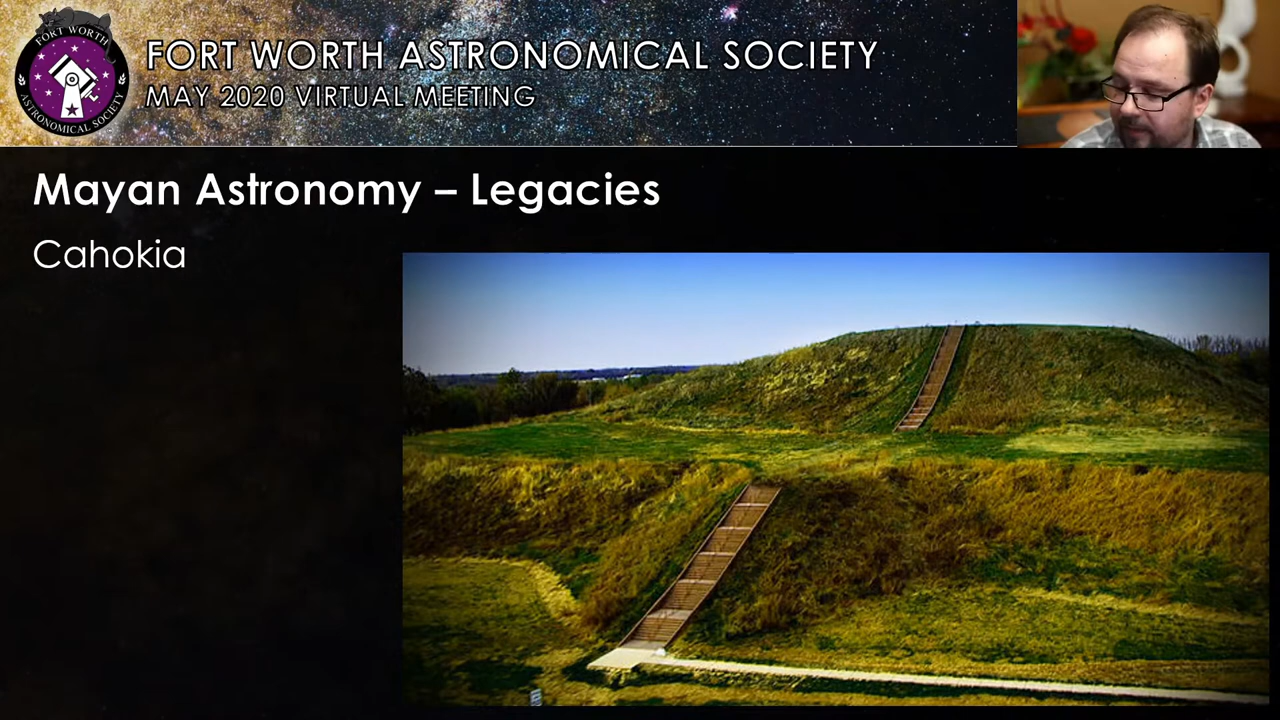 FORT WORTH
ASTRONOMICAL SOCIETY
FORT WORTH ASTRONOMICAL SOCIETY
MAY 2020 VIRTUAL MEETING
Mayan Astronomy – Legacies
Cahokia